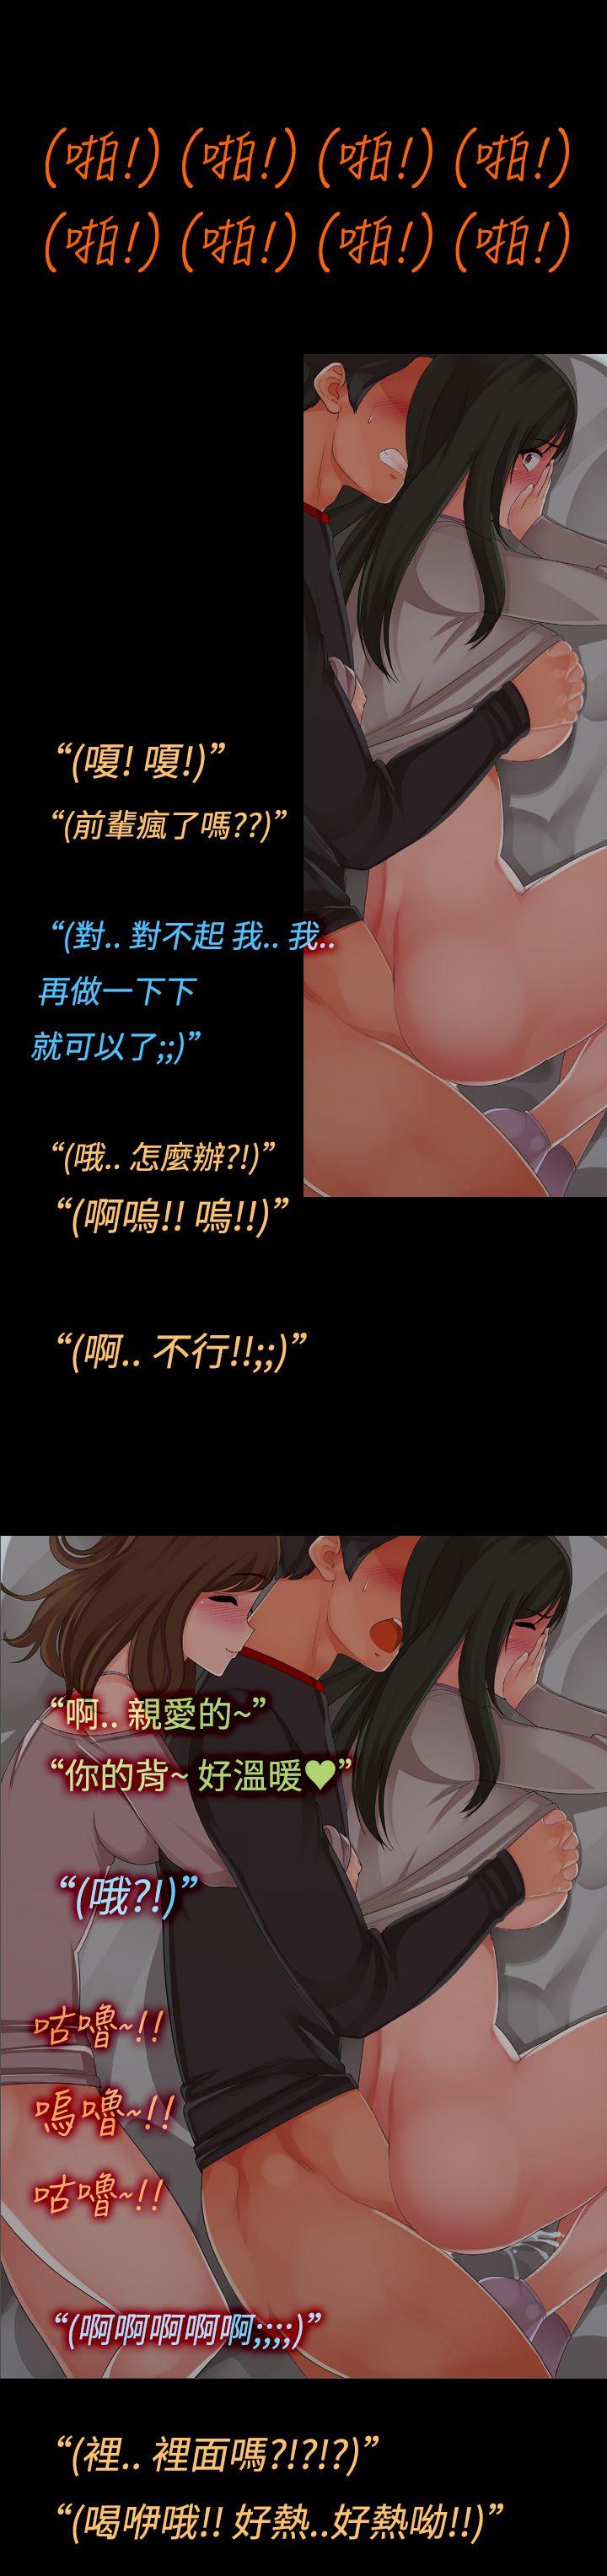 (啪!) (啪!) (啪!) (啪!)
(啪!) (啪!) (啪!) (啪!)
“(嗄! 嗄!)”
“(前輩瘋了嗎??)”
“(對.. 對不起 我.. 我..
再做一下下
就可以了;;)”
“(哦.. 怎麼辦?!)”
“(啊嗚!! 嗚!!)”
“(啊.. 不行!!;;)”
“啊.. 親愛的~”
“你的背~ 好溫暖♥”
“(哦?!)”
咕嚕~!!
嗚嚕~!!
咕嚕~!!
“(啊啊啊啊啊;;;;)”
“(裡.. 裡面嗎?!?!?)”
“(喝咿哦!! 好熱..好熱呦!!)”